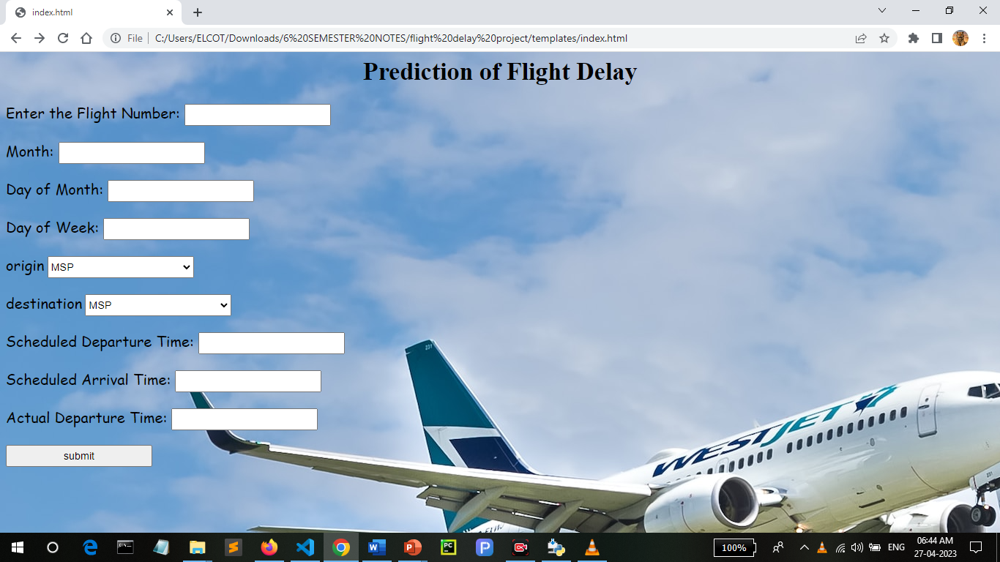 index.html
File
C:/Users/ELCOT/Downloads/6%20SEMESTER%20NOTES/flight%20delay%20project/templates/index.html
Prediction of Flight Delay
Enter the Flight Number:
Month:
Day of Month:
Day of Week:
origin MSP
destination MSP
Scheduled Departure Time:
Scheduled Arrival Time:
Actual Departure Time:
submit
231
WESTJET
231
100%
ENG
06:44 AM
27-04-2023